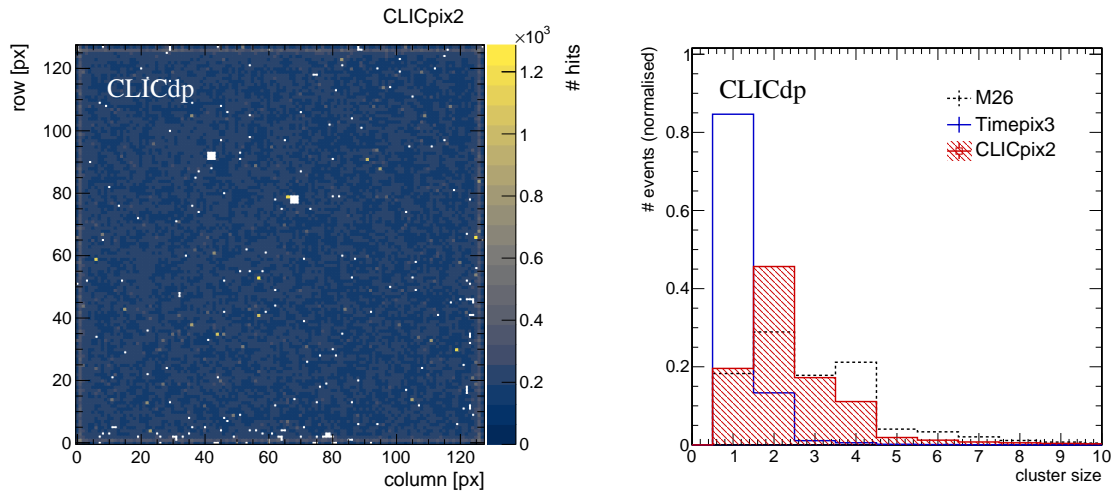 CLICpix2
×10³
row [px]
# hits
CLICdp
120
100
80
60
40
20
0
0 20 40 60 80 100 120
column [px]
1.2
1
0.8
0.6
0.4
0.2
0
# events (normalised)
CLICdp
M26
Timepix3
CLICpix2
1
0.8
0.6
0.4
0.2
0
0 1 2 3 4 5 6 7 8 9 10
cluster size